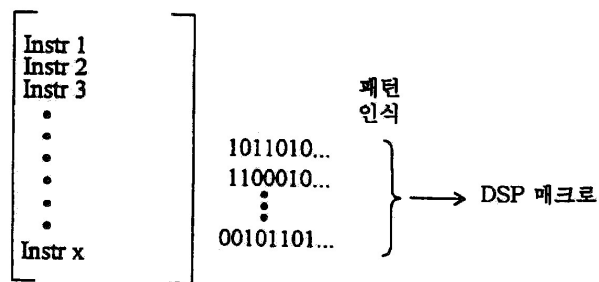 Instr 1
Instr 2
Instr 3
Instr x
1011010...
1100010...
00101101...
패턴
인식
DSP 매크로